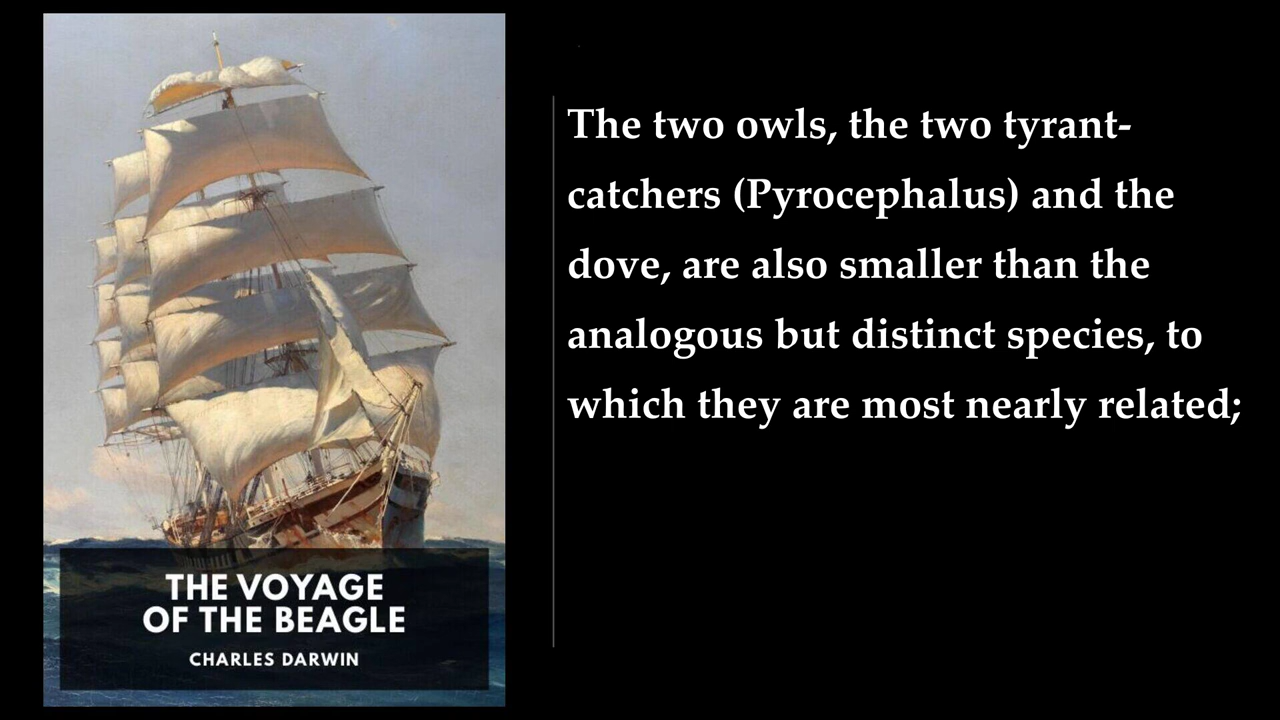 THE VOYAGE
OF THE BEAGLE
CHARLES DARWIN
The two owls, the two tyrant-
catchers (Pyrocephalus) and the
dove, are also smaller than the
analogous but distinct species, to
which they are most nearly related;